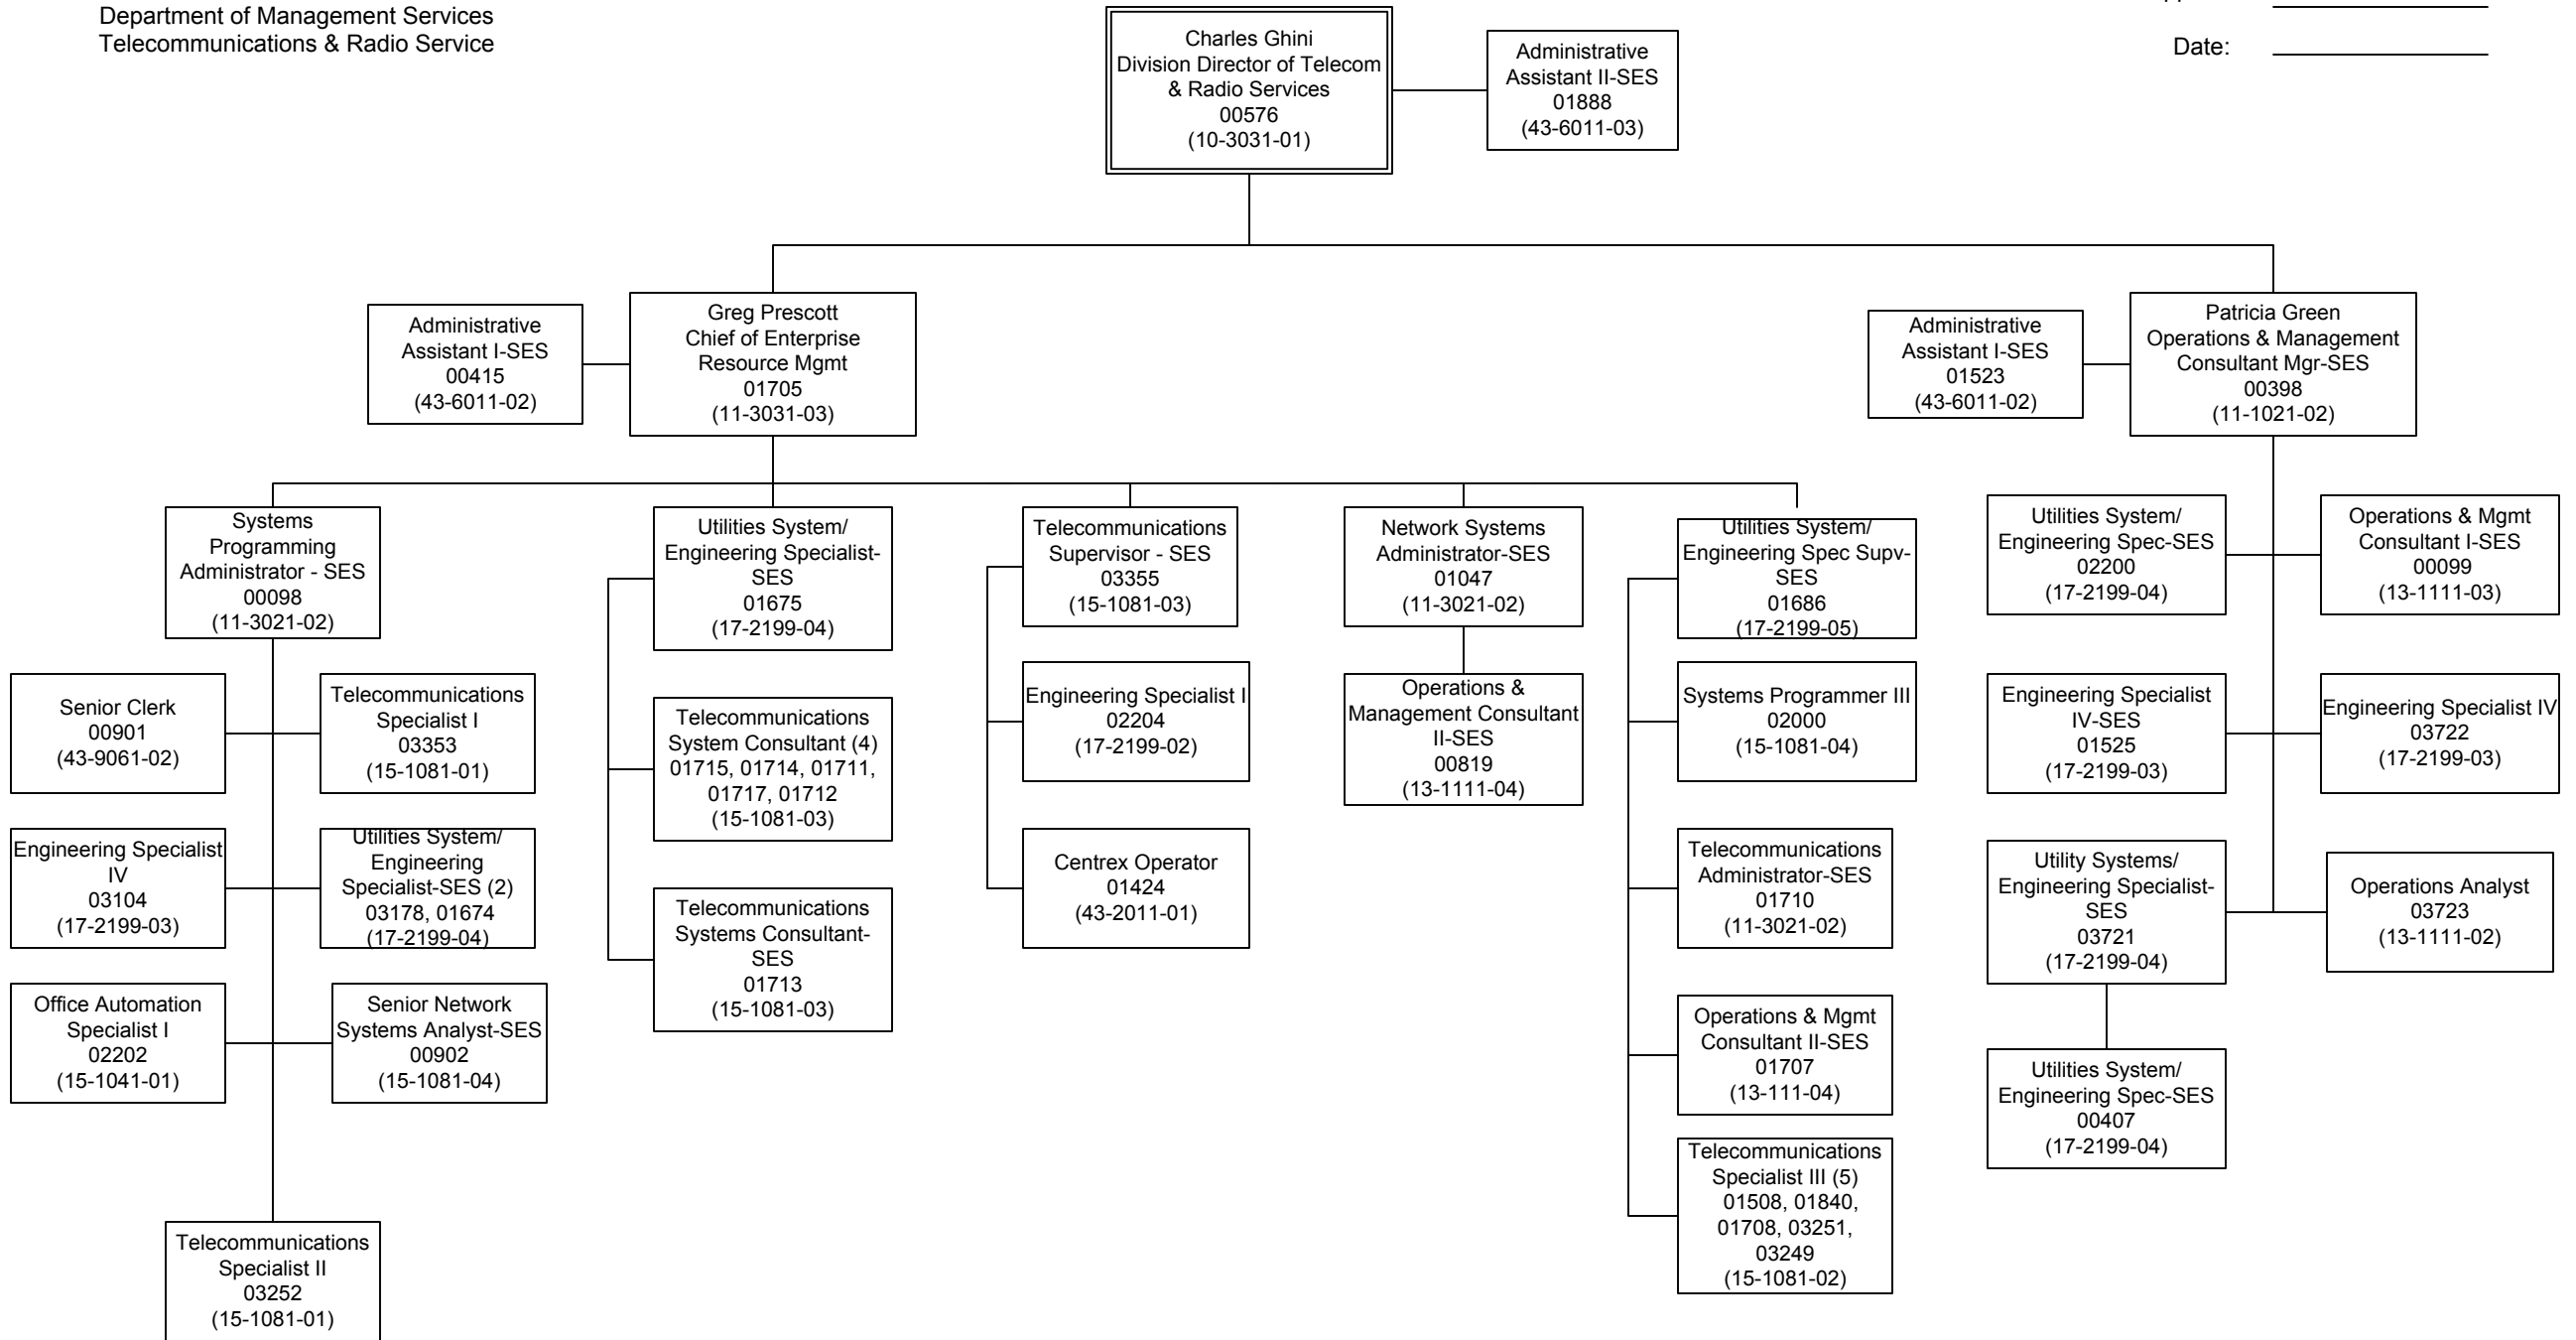 Department of Management Services
Telecommunications & Radio Service
Date:
Charles Ghini
Division Director of Telecom
& Radio Services
00576
(10-3031-01)
Administrative
Assistant II-SES
01888
(43-6011-03)
Administrative
Assistant I-SES
00415
(43-6011-02)
Greg Prescott
Chief of Enterprise
Resource Mgmt
01705
(11-3031-03)
Administrative
Assistant I-SES
01523
(43-6011-02)
Patricia Green
Operations & Management
Consultant Mgr-SES
00398
(11-1021-02)
Systems
Programming
Administrator - SES
00098
(11-3021-02)
Utilities System/
Engineering Specialist-
SES
01675
(17-2199-04)
Telecommunications
Supervisor - SES
03355
(15-1081-03)
Network Systems
Administrator-SES
01047
(11-3021-02)
Utilities System/
Engineering Spec Supv-
SES
01686
(17-2199-05)
Utilities System/
Engineering Spec-SES
02200
(17-2199-04)
Operations & Mgmt
Consultant I-SES
00099
(13-1111-03)
Senior Clerk
00901
(43-9061-02)
Telecommunications
Specialist I
03353
(15-1081-01)
Telecommunications
System Consultant (4)
01715, 01714, 01711,
01717, 01712
(15-1081-03)
Engineering Specialist I
02204
(17-2199-02)
Operations &
Management Consultant
II-SES
00819
(13-1111-04)
Systems Programmer III
02000
(15-1081-04)
Engineering Specialist
IV-SES
01525
(17-2199-03)
Engineering Specialist IV
03722
(17-2199-03)
Engineering Specialist
IV
03104
(17-2199-03)
Utilities System/
Engineering
Specialist-SES (2)
03178, 01674
(17-2199-04)
Telecommunications
Systems Consultant-
SES
01713
(15-1081-03)
Centrex Operator
01424
(43-2011-01)
Telecommunications
Administrator-SES
01710
(11-3021-02)
Utility Systems/
Engineering Specialist-
SES
03721
(17-2199-04)
Operations Analyst
03723
(13-1111-02)
Office Automation
Specialist I
02202
(15-1041-01)
Senior Network
Systems Analyst-SES
00902
(15-1081-04)
Operations & Mgmt
Consultant II-SES
01707
(13-111-04)
Utilities System/
Engineering Spec-SES
00407
(17-2199-04)
Telecommunications
Specialist III (5)
01508, 01840,
01708, 03251,
03249
(15-1081-02)
Telecommunications
Specialist II
03252
(15-1081-01)